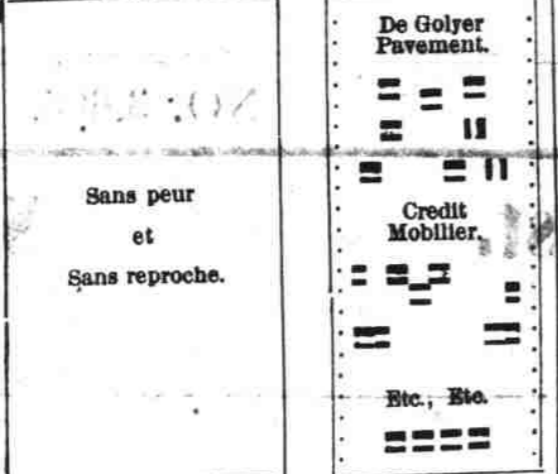 Sans peur
et
Sans reproche.
De Golyer
Pavement.
Credit
Mobilier.
Etc., Etc.